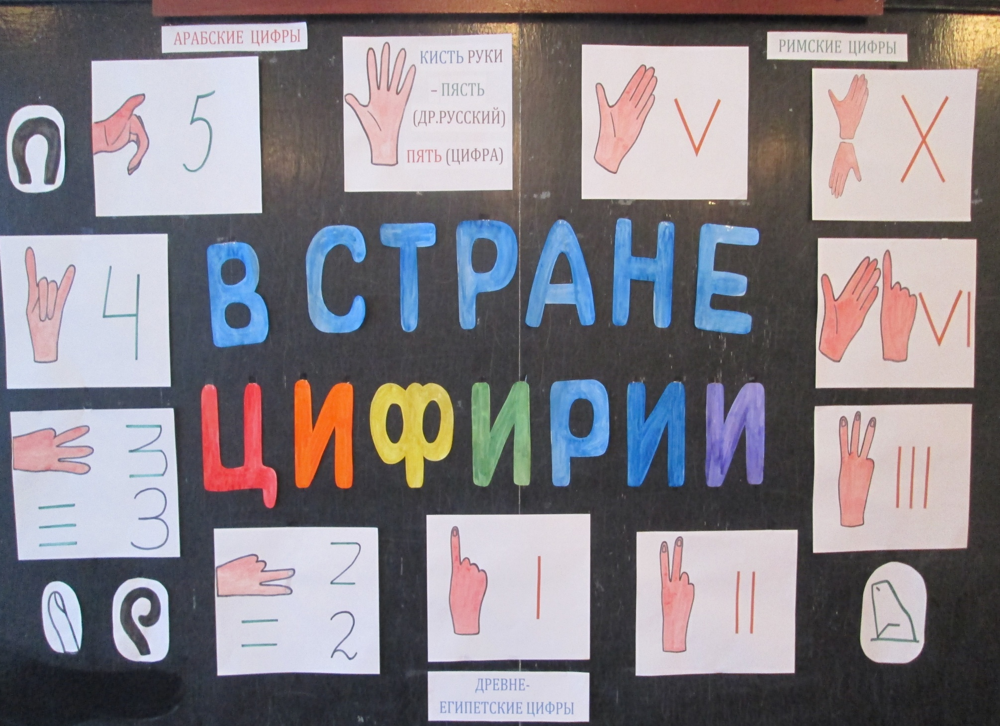 АРАБСКИЕ ЦИФРЫ
РИМСКИЕ ЦИФРЫ
5
КИСТЬ РУКИ
– ПЯСТЬ
(ДР.РУССКИЙ)
ПЯТЬ (ЦИФРА)
V
X
4
В СТРАНЕ
VI
ЦИФИРИИ
3
III
2
2
I
II
ДРЕВНЕ-
ЕГИПЕТСКИЕ ЦИФРЫ